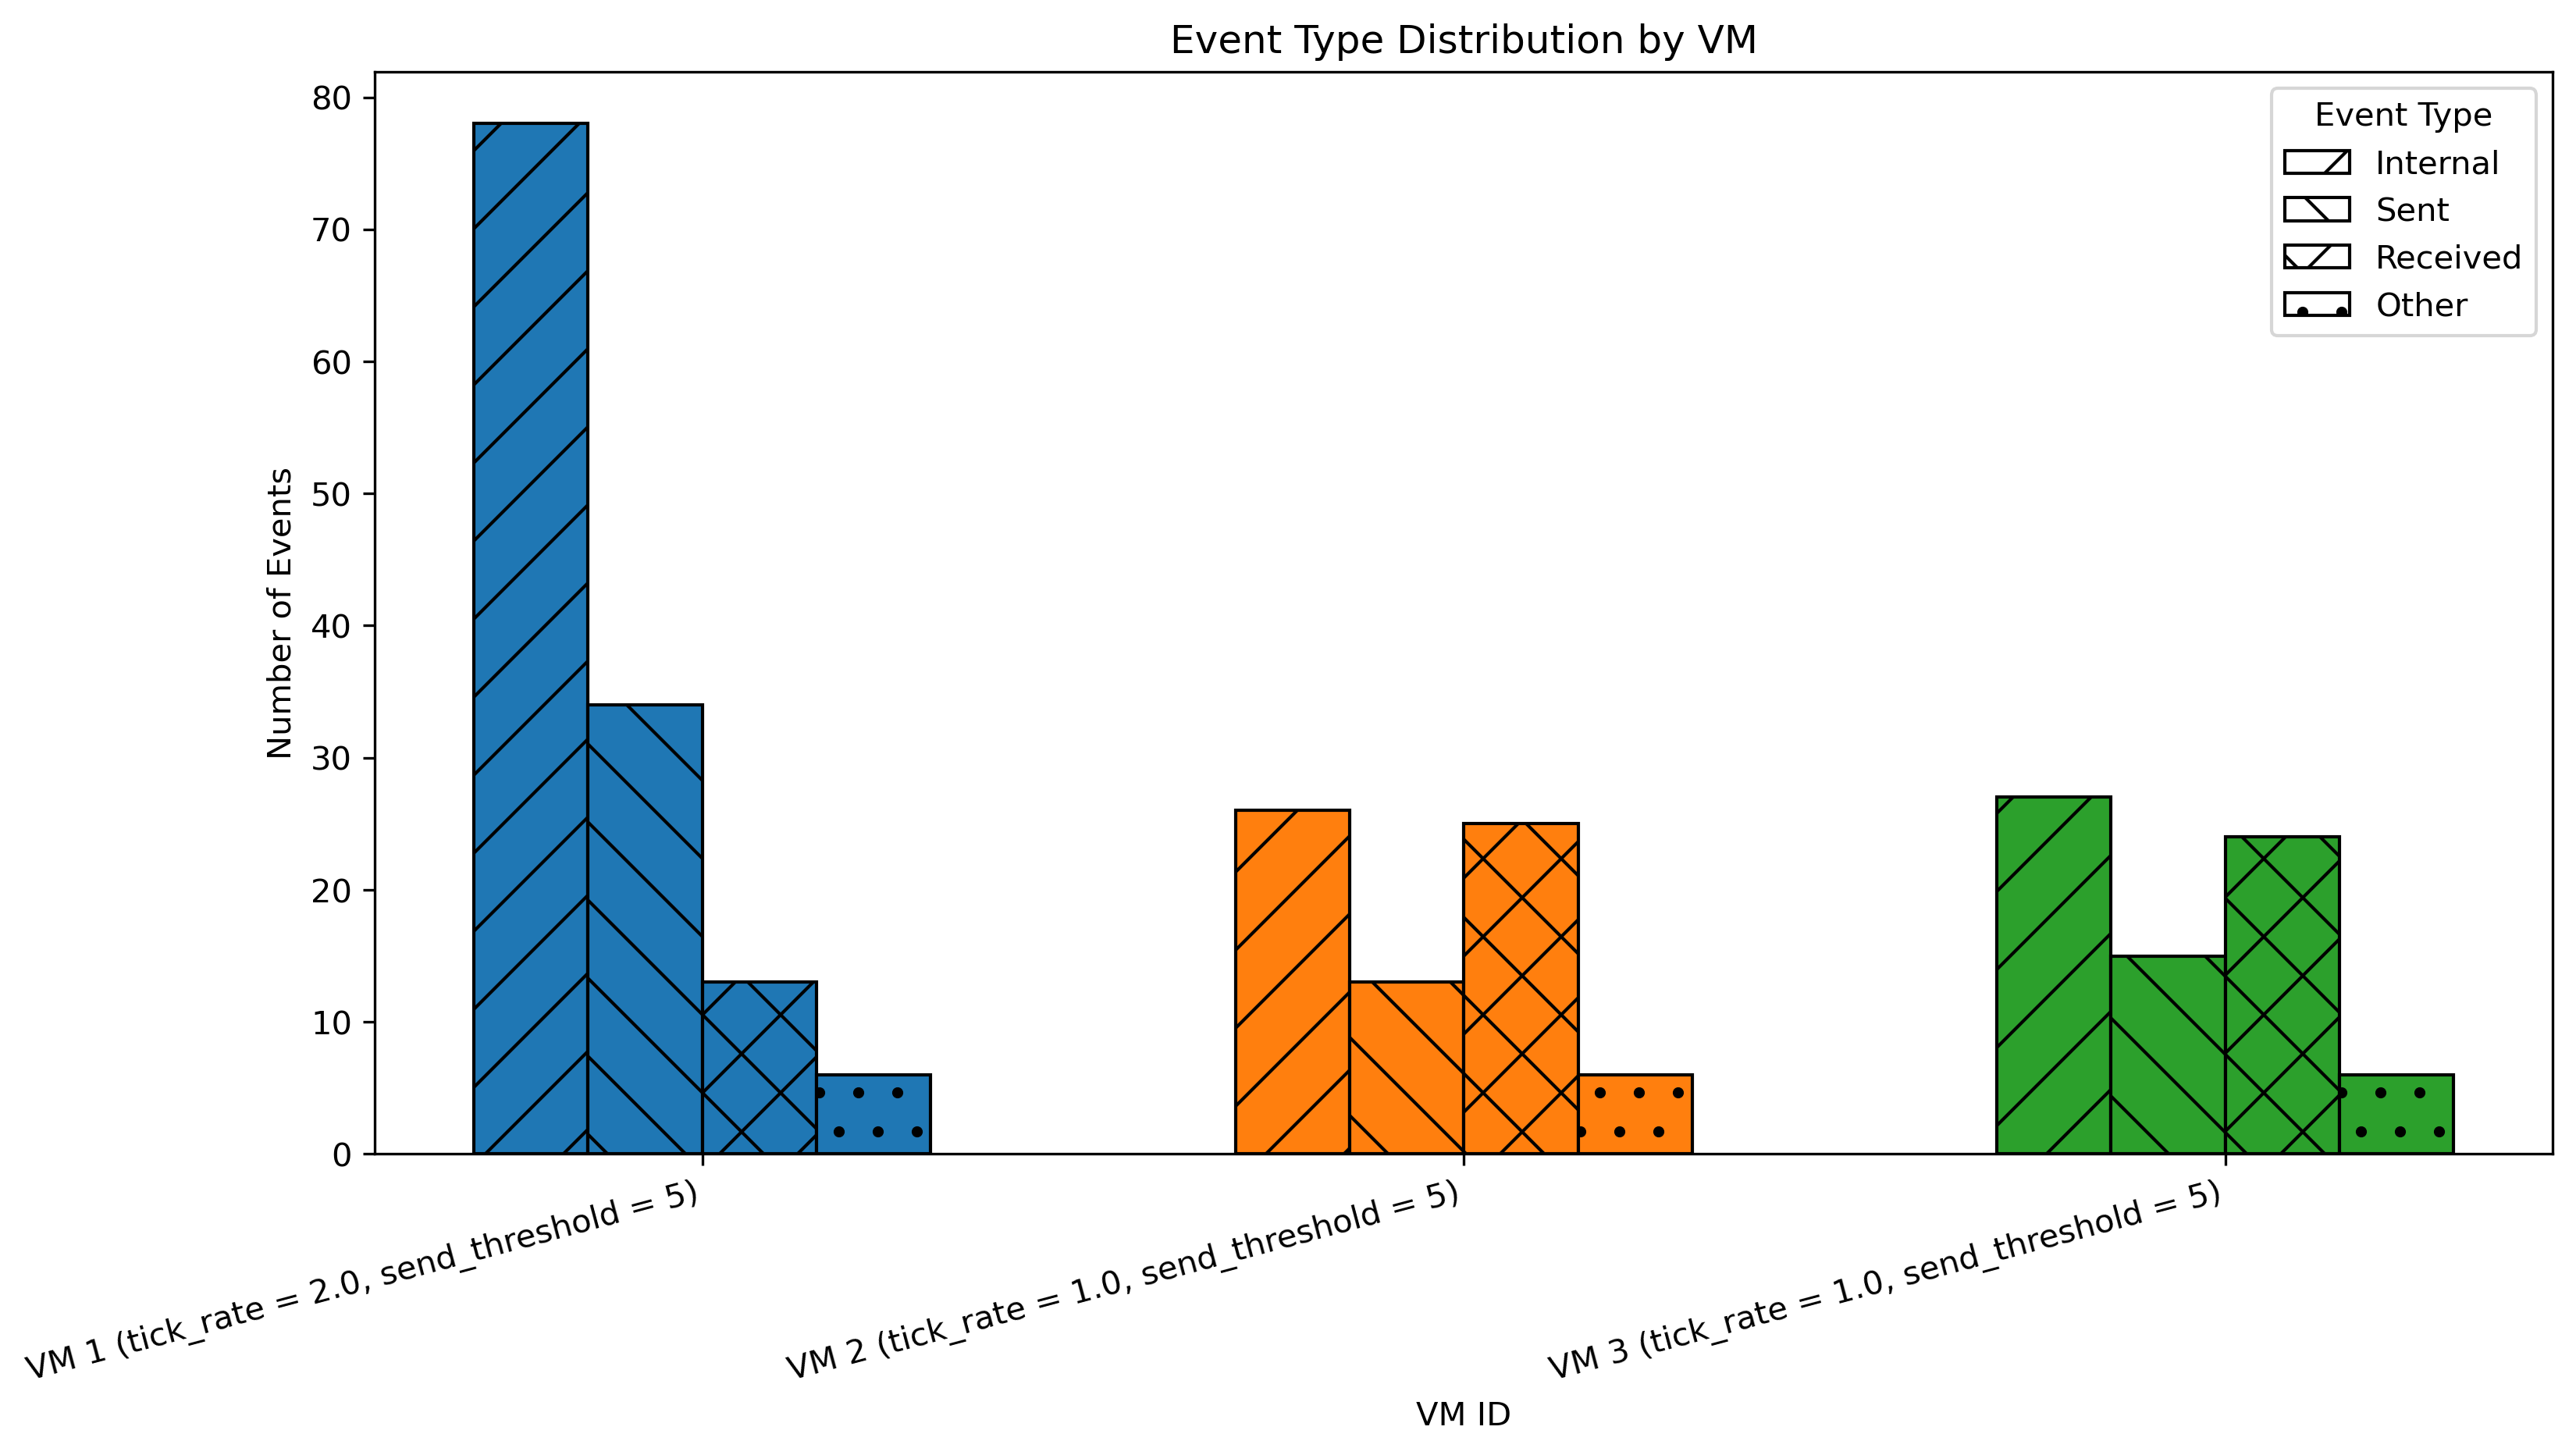 Event Type Distribution by VM
Number of Events
80
70
60
50
40
30
20
10
0
Event Type
Internal
Sent
Received
Other
VM 1 (tick_rate = 2.0, send_threshold = 5)
VM 2 (tick_rate = 1.0, send_threshold = 5)
VM 3 (tick_rate = 1.0, send_threshold = 5)
VM ID